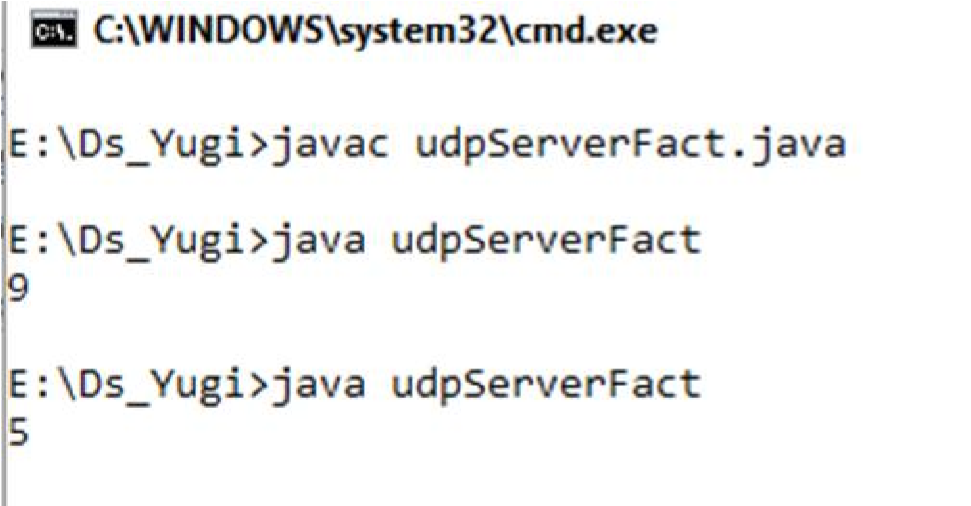 C:\WINDOWS\system32\cmd.exe
E:\Ds_Yugi>javac udpServerFact.java
E:\Ds_Yugi>java udpServerFact
9
E:\Ds_Yugi>java udpServerFact
5